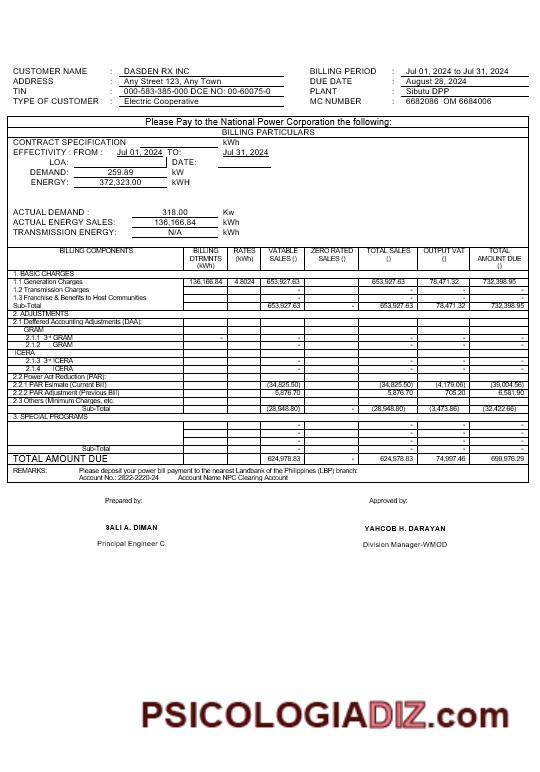 CUSTOMER NAME : DASDEN RX INC BILLING PERIOD : Jul 01, 2024 to Jul 31, 2024
ADDRESS : Any Street 123, Any Town DUE DATE : August 28, 2024
TIN : 000-583-385-000 DCE NO: 00-60075-0 PLANT : Sibutu DPP
TYPE OF CUSTOMER : Electric Cooperative MC NUMBER : 6682086 OM 6684006
Please Pay to the National Power Corporation the following:
BILLING PARTICULARS
CONTRACT SPECIFICATION kWh
EFFECTIVITY : FROM : Jul 01, 2024 TO: Jul 31, 2024
LOA: DATE:
DEMAND: 259.89 kW
ENERGY: 372,323.00 kWH
ACTUAL DEMAND : 318.00 Kw
ACTUAL ENERGY SALES: 136,166.84 kWh
TRANSMISSION ENERGY: N/A kWh
BILLING COMPONENTS BILLING RATES VATABLE ZERO RATED TOTAL SALES OUTPUT VAT TOTAL
DTRMNTS (kWh) SALES () SALES () () () AMOUNT DUE
(kWh) ()
1. BASIC CHARGES
1.1 Generation Charges 136,166.84 4.8024 653,927.63 653,927.63 78,471.32 732,398.95
1.2 Transmission Charges - - - -
1.3 Franchise & Benefits to Host Communities - - - -
Sub-Total 653,927.63 - 653,927.63 78,471.32 732,398.95
2. ADJUSTMENTS
2.1 Deffered Accounting Adjustments (DAA):
GRAM
2.1.1 3rd GRAM - - - - -
2.1.2 GRAM - - - -
ICERA
2.1.3 3rd ICERA - - - -
2.1.4 ICERA - - - -
2.2 Power Act Reduction (PAR):
2.2.1 PAR Esimate (Current Bill) (34,825.50) (34,825.50) (4,179.06) (39,004.56)
2.2.2 PAR Adjustment (Previous Bill) 5,876.70 5,876.70 705.20 6,581.90
2.3 Others (Minimum Charges, etc.
Sub-Total (28,948.80) - (28,948.80) (3,473.86) (32,422.66)
3. SPECIAL PROGRAMS
- - - -
- - - -
- - - -
Sub-Total - - - -
TOTAL AMOUNT DUE 624,978.83 - 624,978.83 74,997.46 699,976.29
REMARKS: Please deposit your power bill payment to the nearest Landbank of the Philippines (LBP) branch:
Account No.: 2822-2220-24 Account Name NPC Clearing Account
Prepared by: Approved by:
SALI A. DIMAN YAHCOB H. DARAYAN
Principal Engineer C Division Manager-WMOD
PSICOLOGIADIZ.com